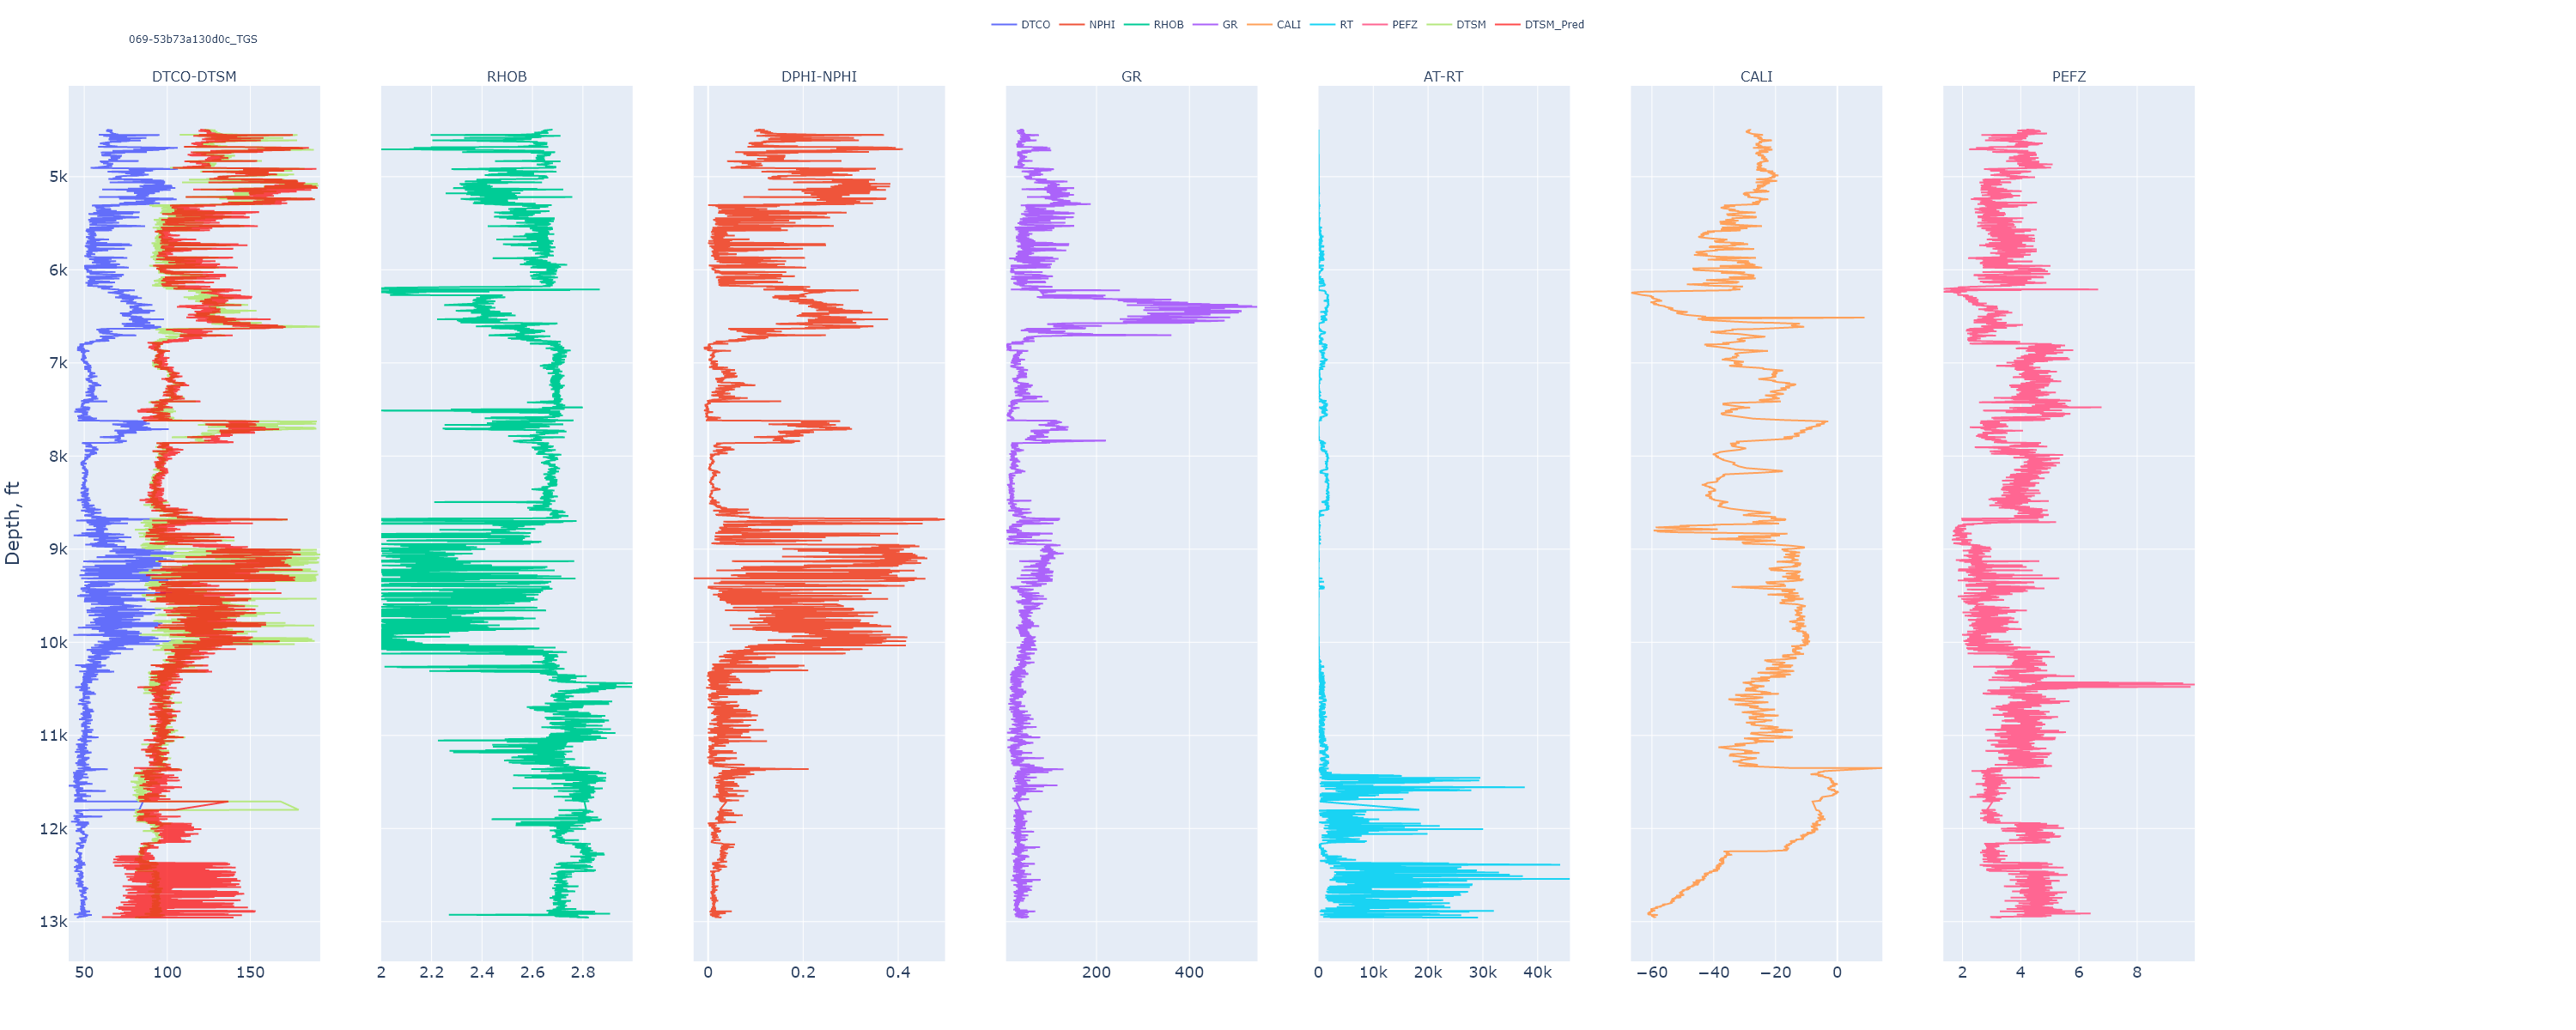 DTCO NPHI RHOB GR CALI RT PEFZ DTSM DTSM_Pred
069-53b73a130d0c_TGS
DTCO-DTSM RHOB DPHI-NPHI GR AT-RT CALI PEFZ
Depth, ft
5k
6k
7k
8k
9k
10k
11k
12k
13k
50 100 150 2 2.2 2.4 2.6 2.8 0 0.2 0.4 200 400 0 10k 20k 30k 40k −60 −40 −20 0 2 4 6 8